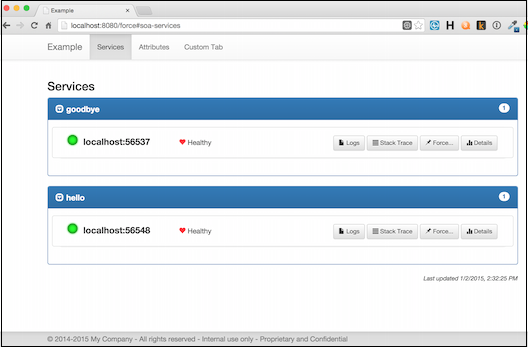 Example
localhost:8080/force#soa-services
Example Services Attributes Custom Tab
Services
goodbye 1
localhost:56537 Healthy Logs Stack Trace Force... Details
hello 1
localhost:56548 Healthy Logs Stack Trace Force... Details
Last updated 1/2/2015, 2:32:25 PM
© 2014-2015 My Company - All rights reserved - Internal use only - Proprietary and Confidential